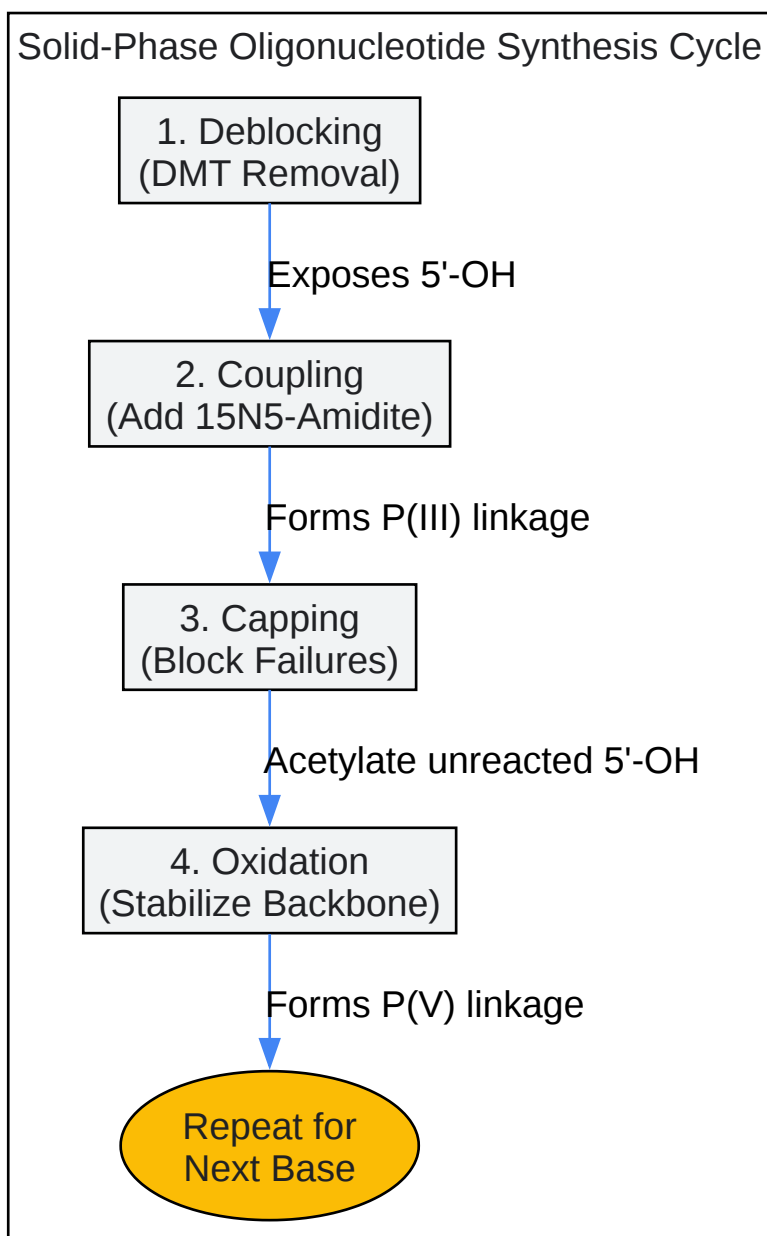 Solid-Phase Oligonucleotide Synthesis Cycle
1. Deblocking
(DMT Removal)
Exposes 5'-OH
2. Coupling
(Add 15N5-Amidite)
Forms P(III) linkage
3. Capping
(Block Failures)
Acetylate unreacted 5'-OH
4. Oxidation
(Stabilize Backbone)
Forms P(V) linkage
Repeat for
Next Base